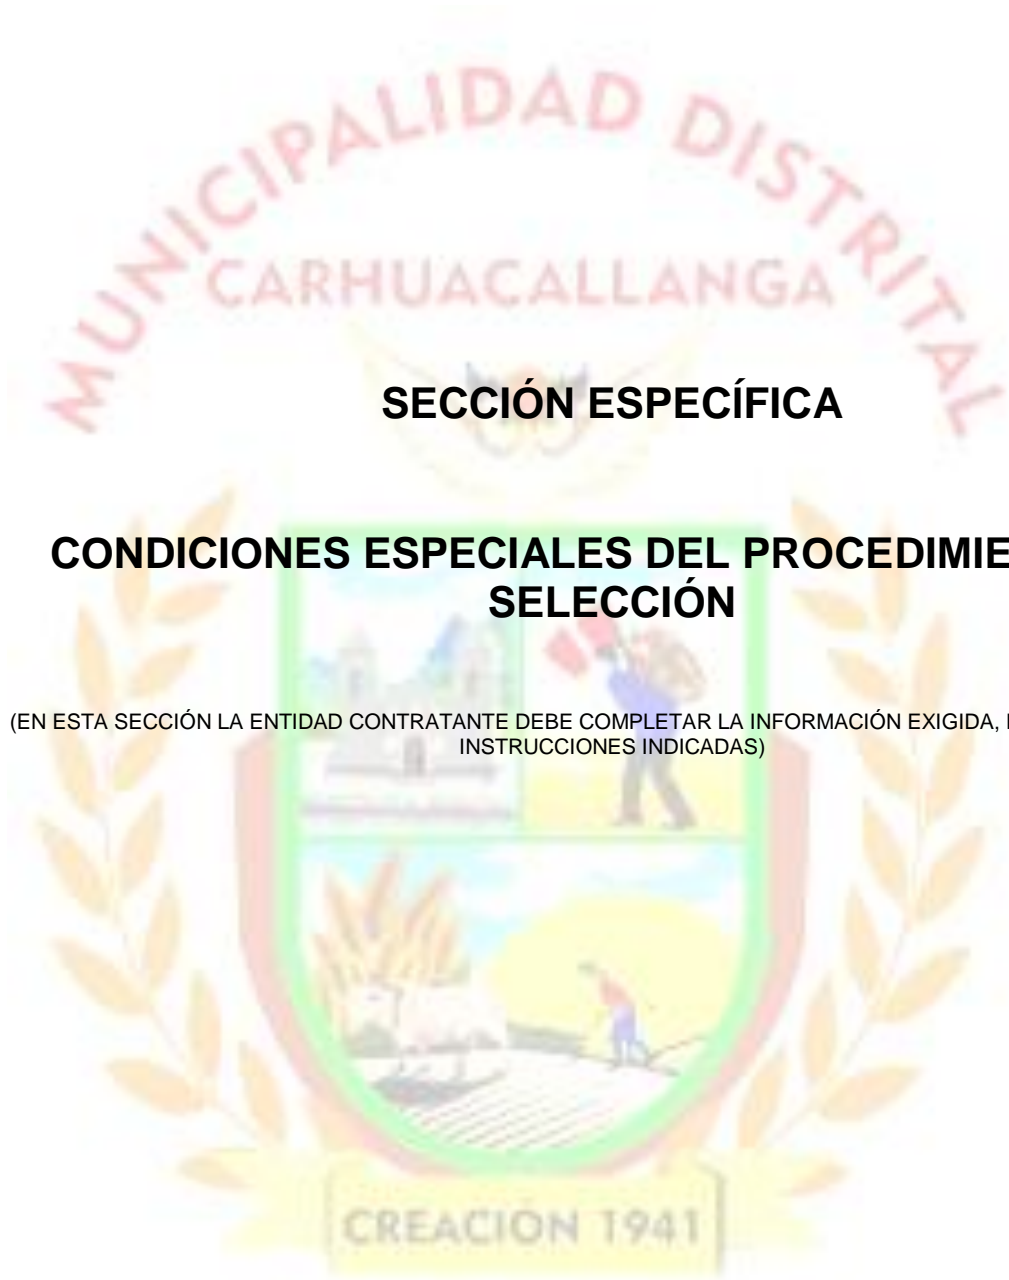 MUNICIPALIDAD DISTRITAL
CARHUACALLANGA
SECCIÓN ESPECÍFICA
CONDICIONES ESPECIALES DEL PROCEDIMIE
SELECCIÓN
(EN ESTA SECCIÓN LA ENTIDAD CONTRATANTE DEBE COMPLETAR LA INFORMACIÓN EXIGIDA,
INSTRUCCIONES INDICADAS)
CREACIÓN 1941